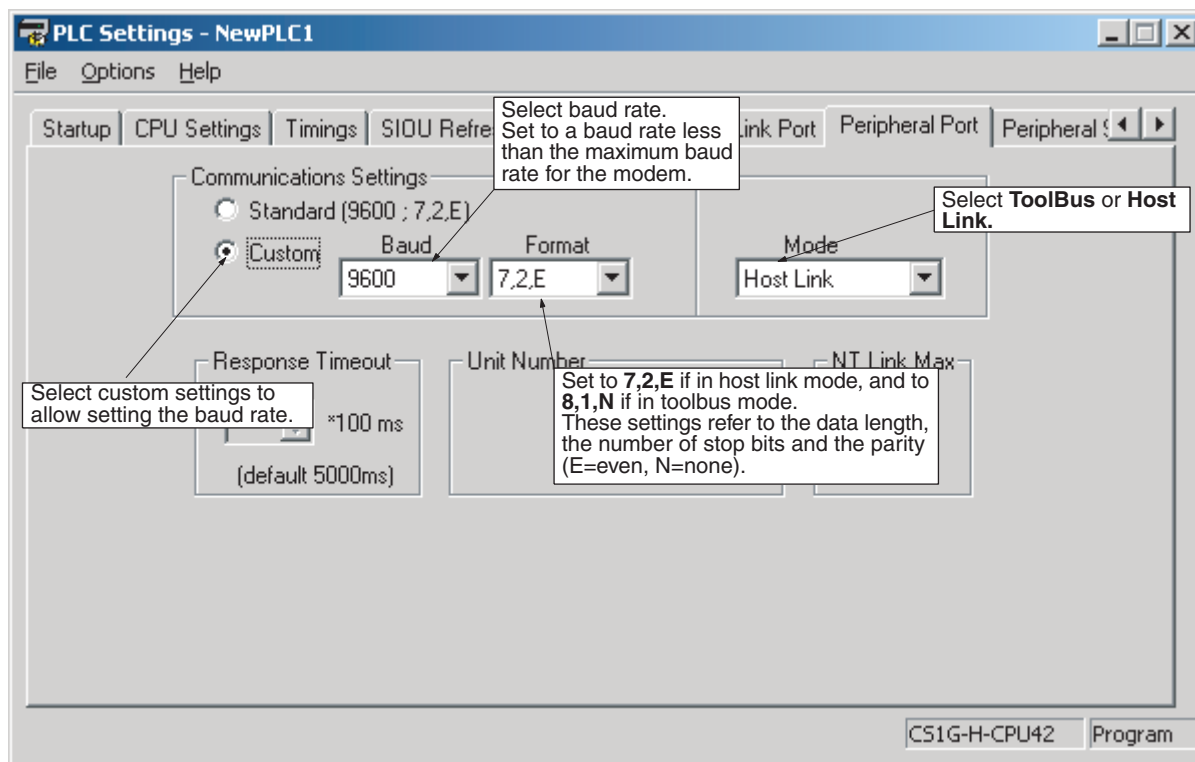 PLC Settings - NewPLC1
File Options Help
Startup CPU Settings Timings SIOU Refre Link Port Peripheral Port Peripheral
Select baud rate.
Set to a baud rate less
than the maximum baud
rate for the modem.
Communications Settings
Standard (9600 ; 7,2,E)
Custom
Baud
9600
Format
7,2,E
Mode
Host Link
Select ToolBus or Host
Link.
Select custom settings to
allow setting the baud rate.
Response Timeout
*100 ms
(default 5000ms)
Unit Number
NT Link Max
Set to 7,2,E if in host link mode, and to
8,1,N if in toolbus mode.
These settings refer to the data length,
the number of stop bits and the parity
(E=even, N=none).
CS1G-H-CPU42 Program